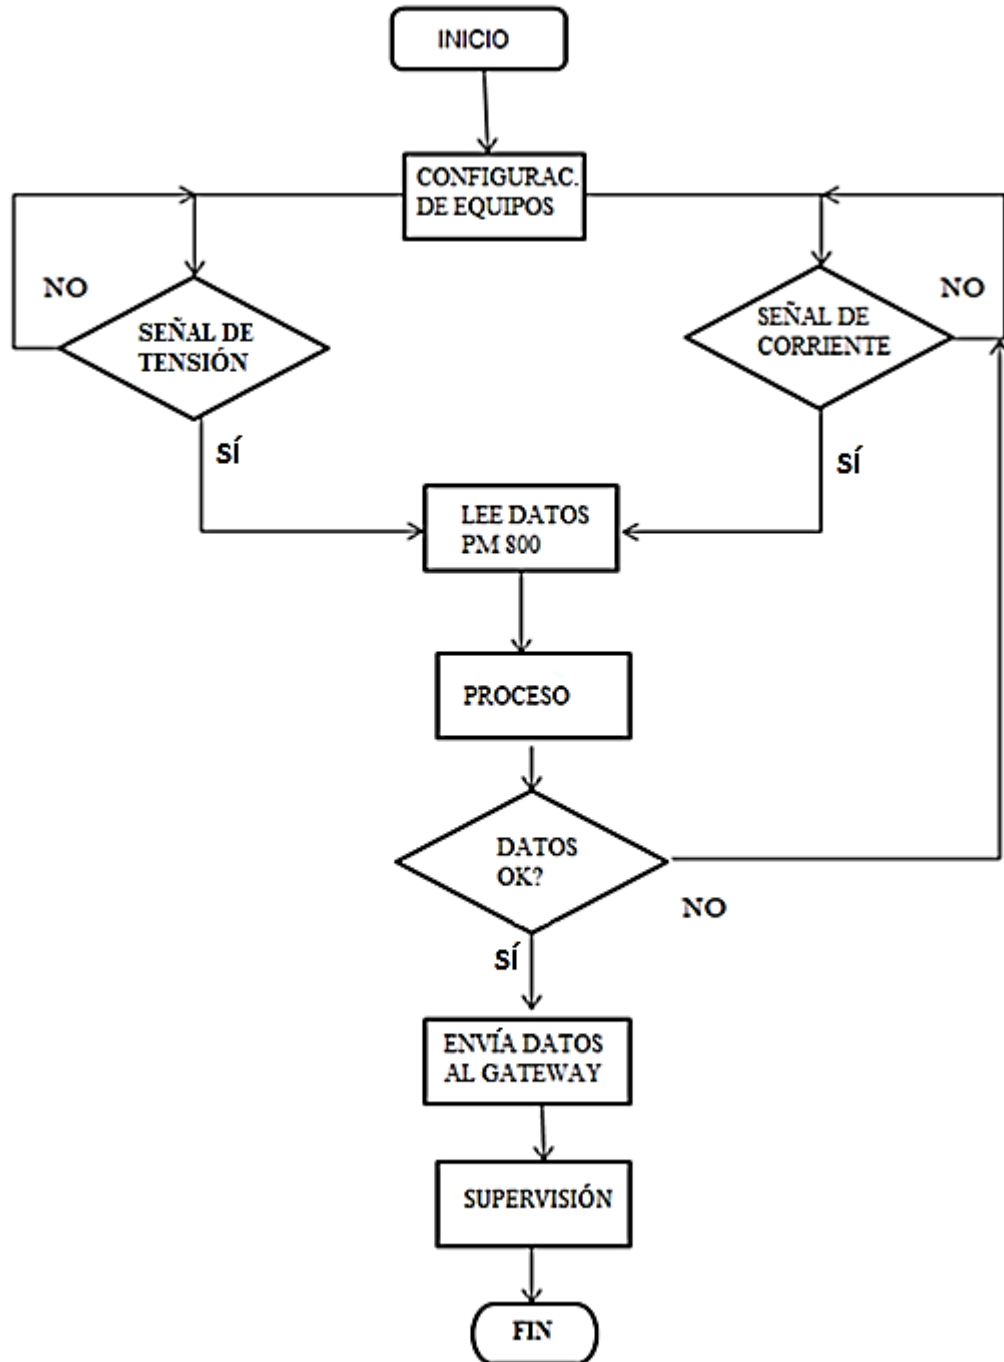 INICIO
CONFIGURAC.
DE EQUIPOS
NO
SEÑAL DE
TENSIÓN
SÍ
NO
SEÑAL DE
CORRIENTE
SÍ
LEE DATOS
PM 800
PROCESO
DATOS
OK?
NO
SÍ
ENVÍA DATOS
AL GATEWAY
SUPERVISIÓN
FIN